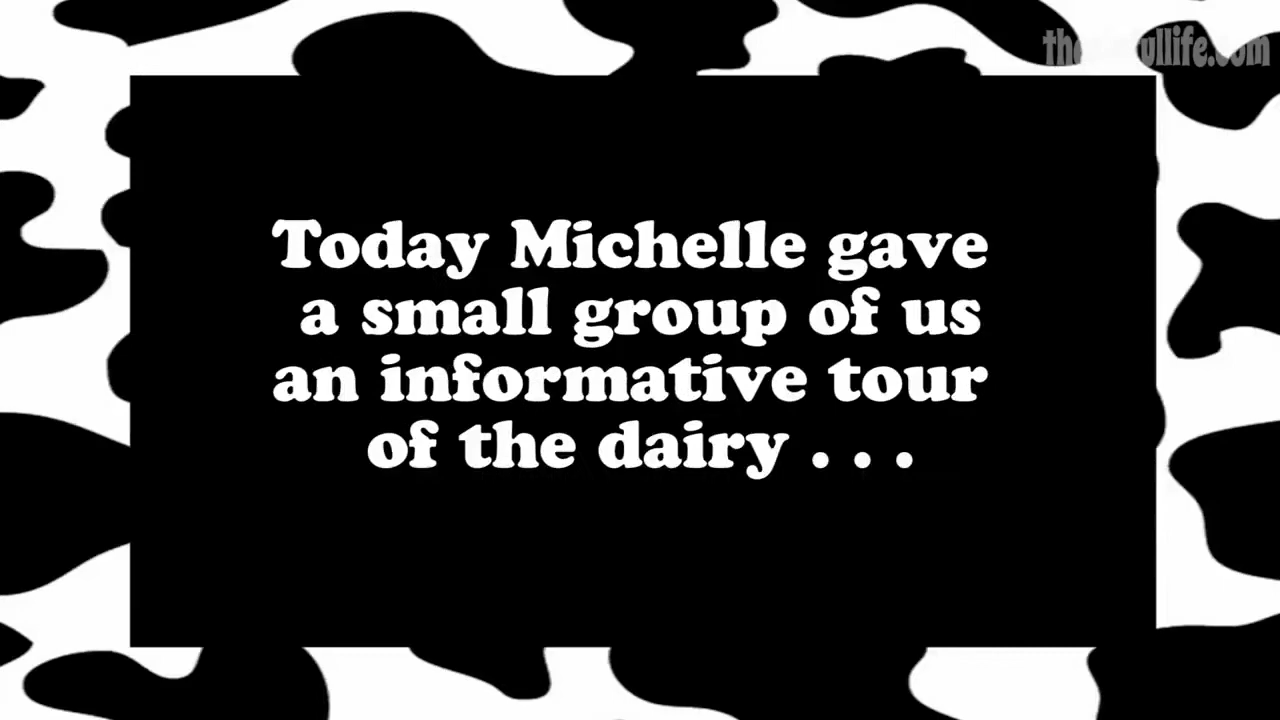 Today Michelle gave
a small group of us
an informative tour
of the dairy . . .